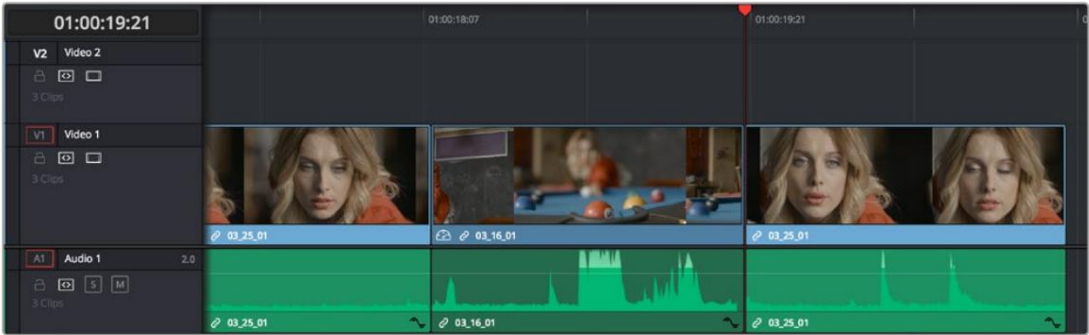 01:00:19:21
01:00:18:07
01:00:19:21
V2 Video 2
3 Clips
V1 Video 1
3 Clips
03_25_01
03_16_01
03_25_01
A1 Audio 1 2.0
S M
3 Clips
03_25_01
03_16_01
03_25_01